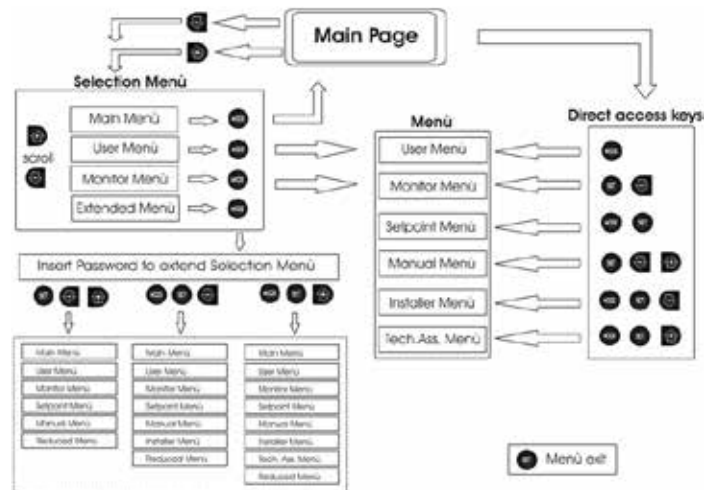 Main Page
Selection Menù
Main Menù
User Menù
Monitor Menù
Extended Menù
scroll
Insert Password to extend Selection Menù
Main Menù
User Menù
Monitor Menù
Setpoint Menù
Manual Menù
Reduced Menù
Main Menù
User Menù
Monitor Menù
Setpoint Menù
Manual Menù
Installer Menù
Reduced Menù
Main Menù
User Menù
Monitor Menù
Setpoint Menù
Manual Menù
Installer Menù
Tech. Ass. Menù
Reduced Menù
Menù
User Menù
Monitor Menù
Setpoint Menù
Manual Menù
Installer Menù
Tech.Ass. Menù
Direct access keys
Menù exit